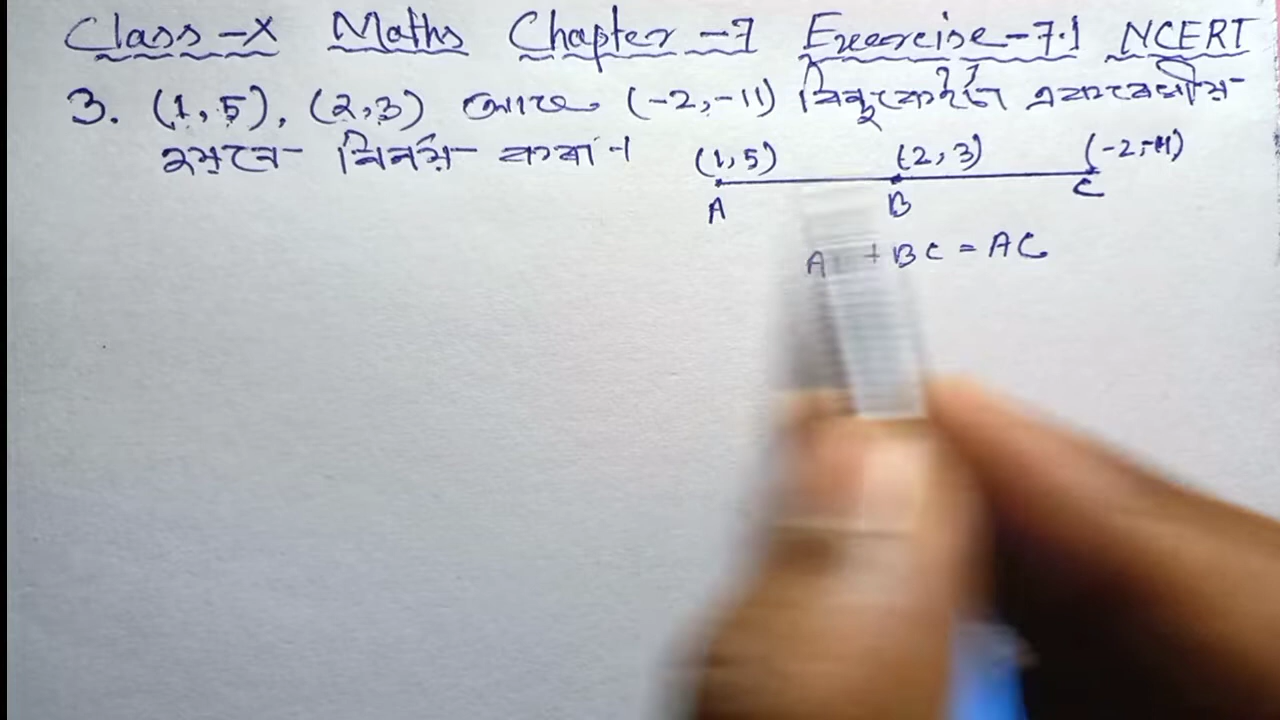 Class-X Maths Chapter-7 Exercise-7.1 NCERT
3. (1,5), (2,3) আৰু (-2,-11) বিন্দুকেইটা একৰেখীয়
হয়নে নিৰ্ণয় কৰা।
(1,5) (2,3) (-2,-11)
A B C
A + BC = AC